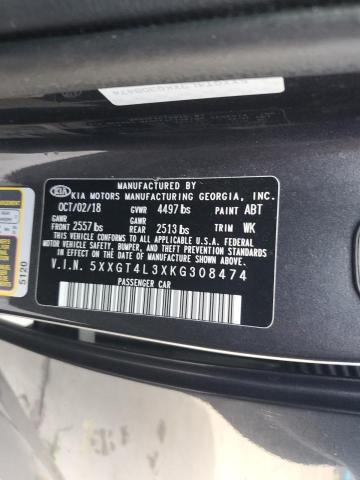 MANUFACTURED BY
KIA KIA MOTORS MANUFACTURING GEORGIA, INC.
OCT/02/18 GVWR 4497 lbs PAINT ABT
GAWR FRONT 2557 lbs GAWR REAR 2513 lbs TRIM WK
THIS VEHICLE CONFORMS TO ALL APPLICABLE U.S.A. FEDERAL MOTOR
VEHICLE SAFETY, BUMPER, AND THEFT PREVENTION STANDARDS
IN EFFECT ON THE DATE OF MANUFACTURE SHOWN ABOVE.
V.I.N. 5XXGT4L3XKG308474
PASSENGER CAR
5120